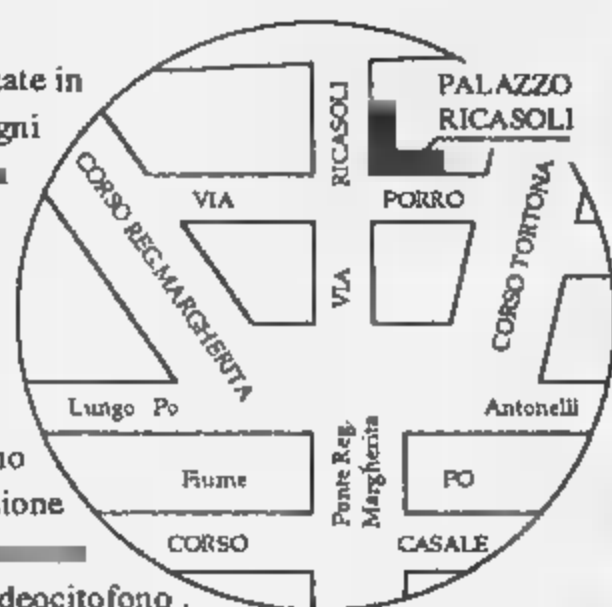 PALAZZO
RICASOLI
VIA RICASOLI
CORSO REG.MARGHERITA
VIA PORRO
CORSO TORTONA
Lungo Po Antonelli
Ponte Reg.
Margherita
Fiume PO
CORSO CASALE
deocitofono